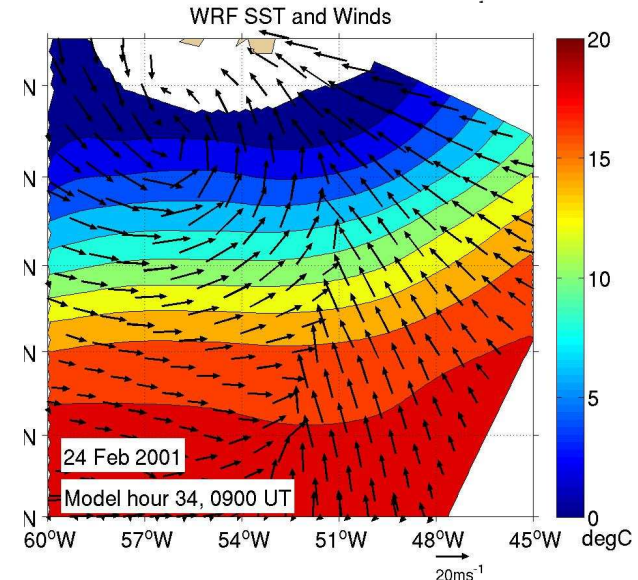 WRF SST and Winds
N
N
N
N
N
N
20
15
10
5
0
24 Feb 2001
Model hour 34, 0900 UT
60°W 57°W 54°W 51°W 48°W 45°W degC
20ms⁻¹